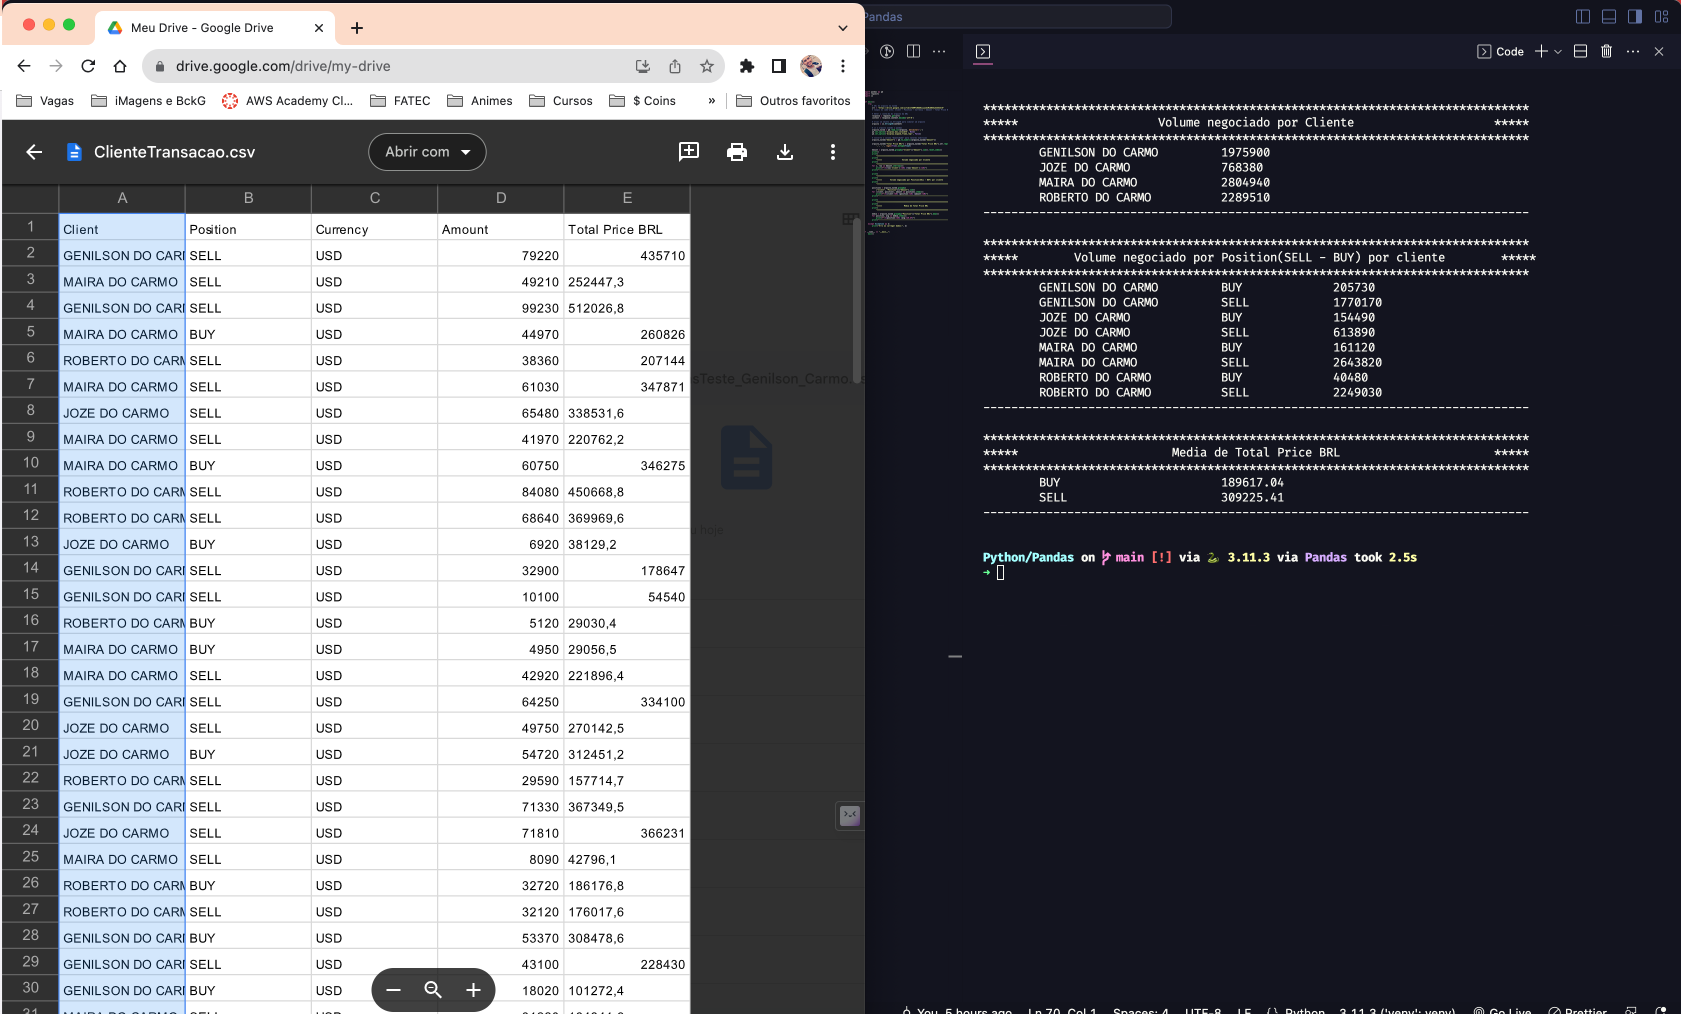 Meu Drive - Google Drive
drive.google.com/drive/my-drive
Vagas iMagens e BckG AWS Academy Cl... FATEC Animes Cursos $ Coins » Outros favoritos
ClienteTransacao.csv Abrir com
A B C D E
1 Client Position Currency Amount Total Price BRL
2 GENILSON DO CAR SELL USD 79220 435710
3 MAIRA DO CARMO SELL USD 49210 252447,3
4 GENILSON DO CAR SELL USD 99230 512026,8
5 MAIRA DO CARMO BUY USD 44970 260826
6 ROBERTO DO CARM SELL USD 38360 207144
7 MAIRA DO CARMO SELL USD 61030 347871
8 JOZE DO CARMO SELL USD 65480 338531,6
9 MAIRA DO CARMO SELL USD 41970 220762,2
10 MAIRA DO CARMO BUY USD 60750 346275
11 ROBERTO DO CARM SELL USD 84080 450668,8
12 ROBERTO DO CARM SELL USD 68640 369969,6
13 JOZE DO CARMO BUY USD 6920 38129,2
14 GENILSON DO CAR SELL USD 32900 178647
15 GENILSON DO CAR SELL USD 10100 54540
16 ROBERTO DO CARM BUY USD 5120 29030,4
17 MAIRA DO CARMO BUY USD 4950 29056,5
18 MAIRA DO CARMO SELL USD 42920 221896,4
19 GENILSON DO CAR SELL USD 64250 334100
20 JOZE DO CARMO SELL USD 49750 270142,5
21 JOZE DO CARMO BUY USD 54720 312451,2
22 ROBERTO DO CARM SELL USD 29590 157714,7
23 GENILSON DO CAR SELL USD 71330 367349,5
24 JOZE DO CARMO SELL USD 71810 366231
25 MAIRA DO CARMO SELL USD 8090 42796,1
26 ROBERTO DO CARM BUY USD 32720 186176,8
27 ROBERTO DO CARM SELL USD 32120 176017,6
28 GENILSON DO CAR BUY USD 53370 308478,6
29 GENILSON DO CAR SELL USD 43100 228430
30 GENILSON DO CAR BUY USD 18020 101272,4
sTeste_Genilson_Carmo.
hoje
Pandas
Code
******************************************************************************
***** Volume negociado por Cliente *****
******************************************************************************
GENILSON DO CARMO 1975900
JOZE DO CARMO 768380
MAIRA DO CARMO 2804940
ROBERTO DO CARMO 2289510
------------------------------------------------------------------------------
******************************************************************************
***** Volume negociado por Position(SELL - BUY) por cliente *****
******************************************************************************
GENILSON DO CARMO BUY 205730
GENILSON DO CARMO SELL 1770170
JOZE DO CARMO BUY 154490
JOZE DO CARMO SELL 613890
MAIRA DO CARMO BUY 161120
MAIRA DO CARMO SELL 2643820
ROBERTO DO CARMO BUY 40480
ROBERTO DO CARMO SELL 2249030
------------------------------------------------------------------------------
******************************************************************************
***** Media de Total Price BRL *****
******************************************************************************
BUY 189617.04
SELL 309225.41
------------------------------------------------------------------------------
Python/Pandas on main [!] via 🐍 3.11.3 via Pandas took 2.5s
→
You, 5 hours ago Ln 70, Col 1 Spaces: 4 UTF-8 LF Python 3.11.3 ('venv': venv) Go Live Prettier